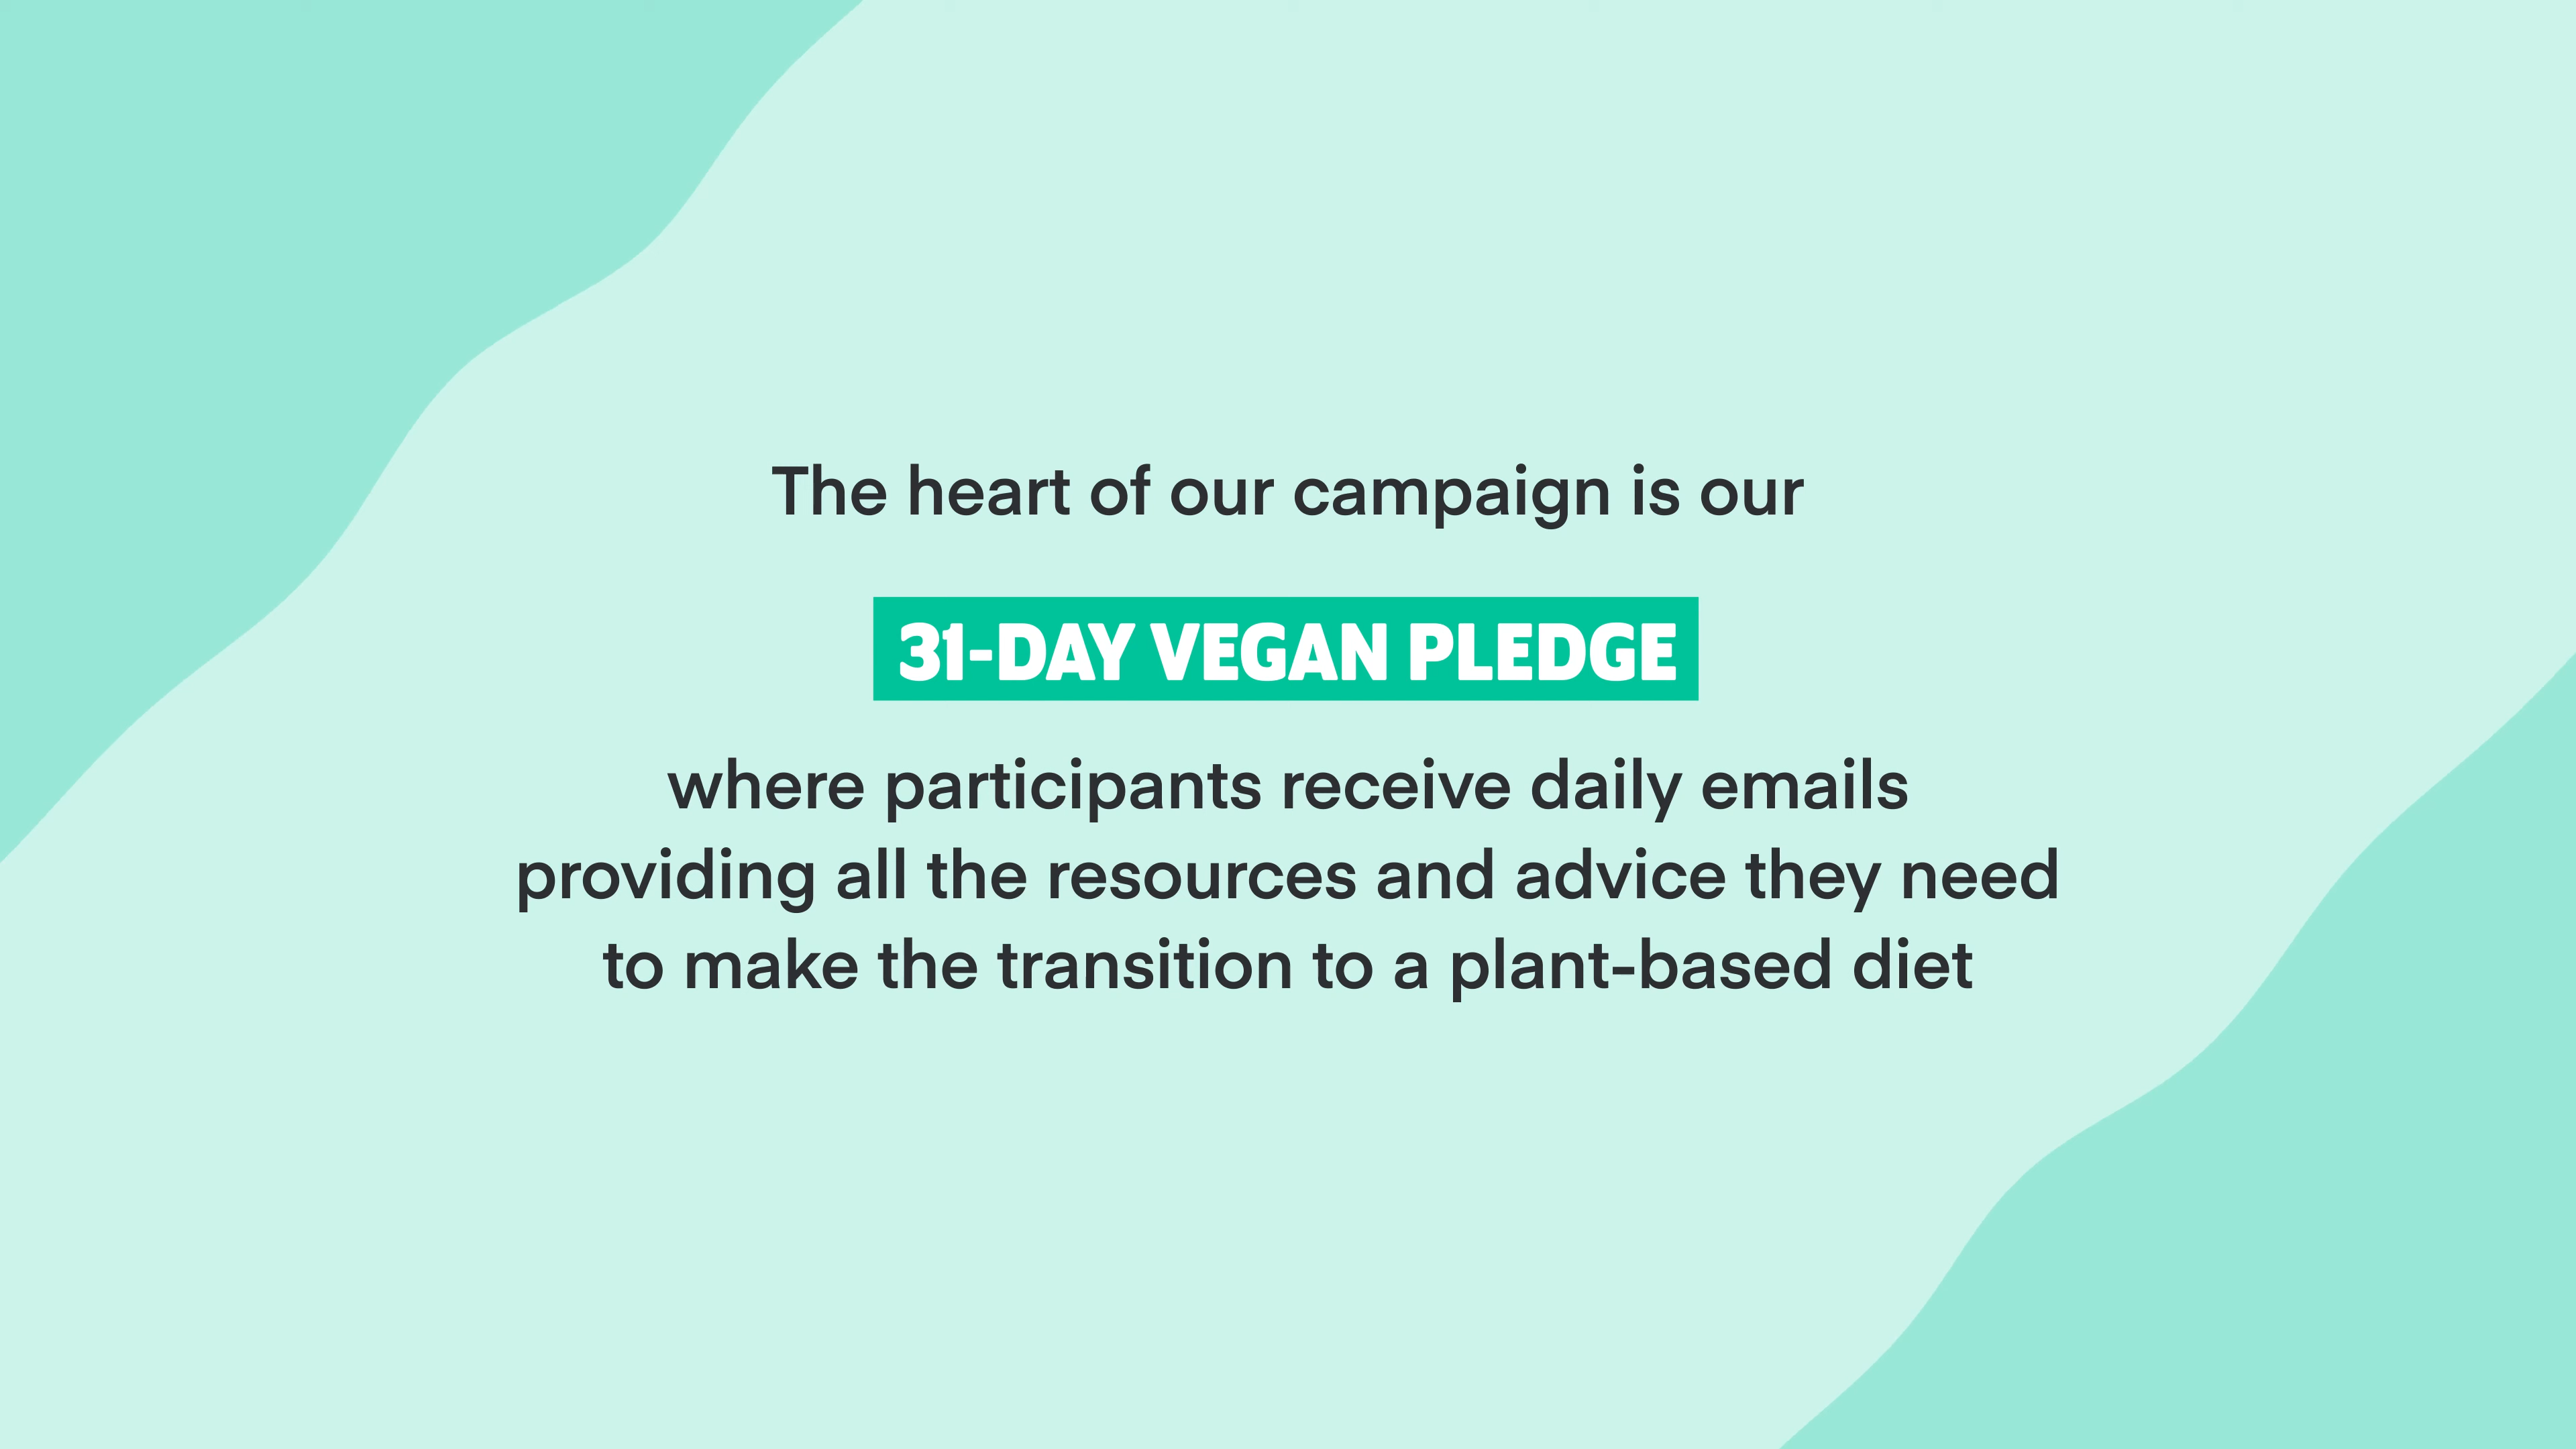 The heart of our campaign is our
31-DAY VEGAN PLEDGE
where participants receive daily emails
providing all the resources and advice they need
to make the transition to a plant-based diet